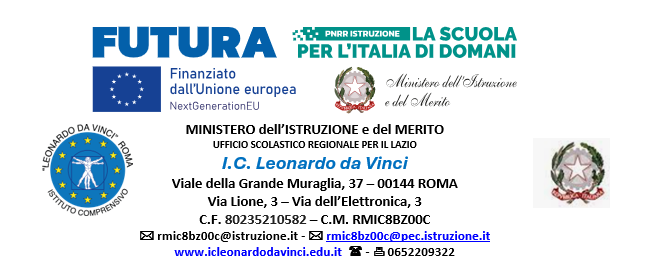 FUTURA
PNRR ISTRUZIONE LA SCUOLA
PER L'ITALIA DI DOMANI
Finanziato
dall'Unione europea
NextGenerationEU
Ministero dell'Istruzione
e del Merito
MINISTERO dell'ISTRUZIONE e del MERITO
UFFICIO SCOLASTICO REGIONALE PER IL LAZIO
I.C. Leonardo da Vinci
"LEONARDO DA VINCI" ROMA
ISTITUTO COMPRENSIVO
Viale della Grande Muraglia, 37 – 00144 ROMA
Via Lione, 3 – Via dell'Elettronica, 3
C.F. 80235210582 – C.M. RMIC8BZ00C
✉ rmic8bz00c@istruzione.it - ✉ rmic8bz00c@pec.istruzione.it
www.icleonardodavinci.edu.it ☎ - 🖷 0652209322